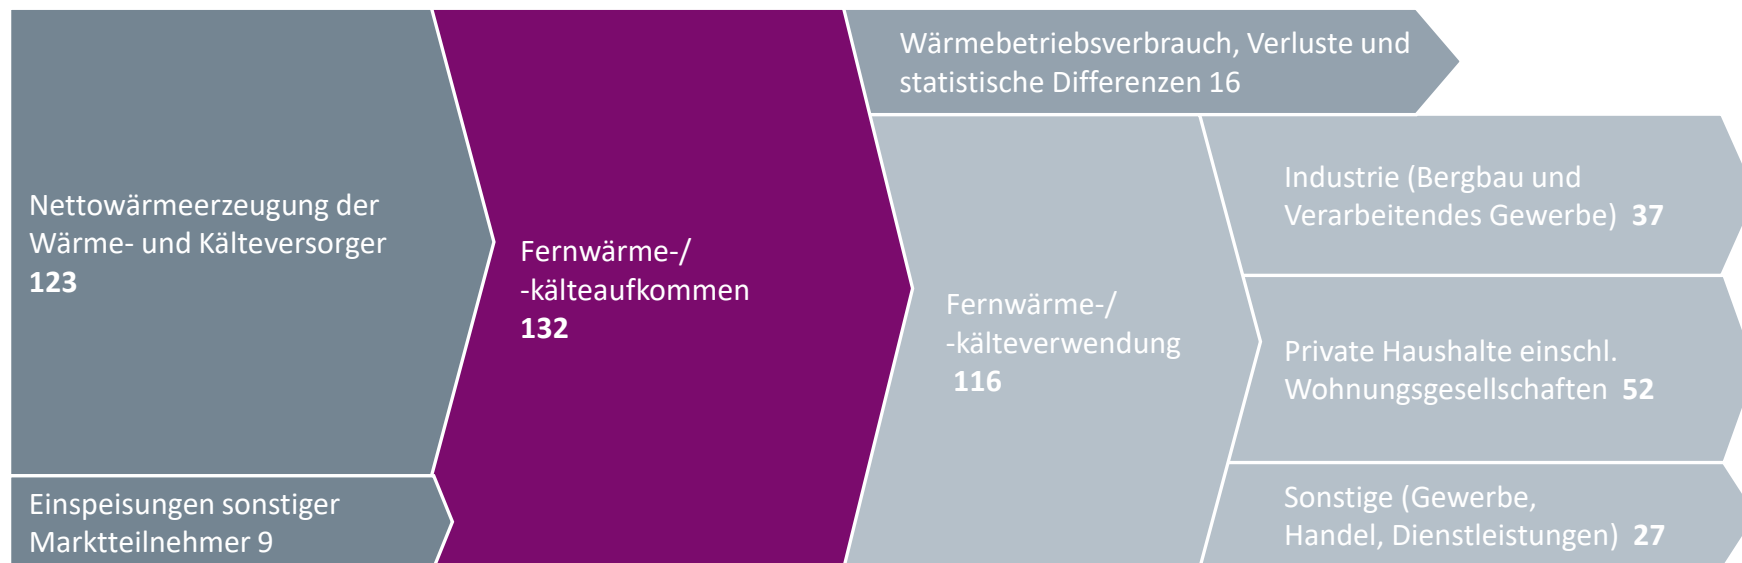 Nettowärmeerzeugung der
Wärme- und Kälteversorger
123
Einspeisungen sonstiger
Marktteilnehmer 9
Fernwärme-/
-kälteaufkommen
132
Wärmebetriebsverbrauch, Verluste und
statistische Differenzen 16
Fernwärme-/
-kälteverwendung
116
Industrie (Bergbau und
Verarbeitendes Gewerbe) 37
Private Haushalte einschl.
Wohnungsgesellschaften 52
Sonstige (Gewerbe,
Handel, Dienstleistungen) 27